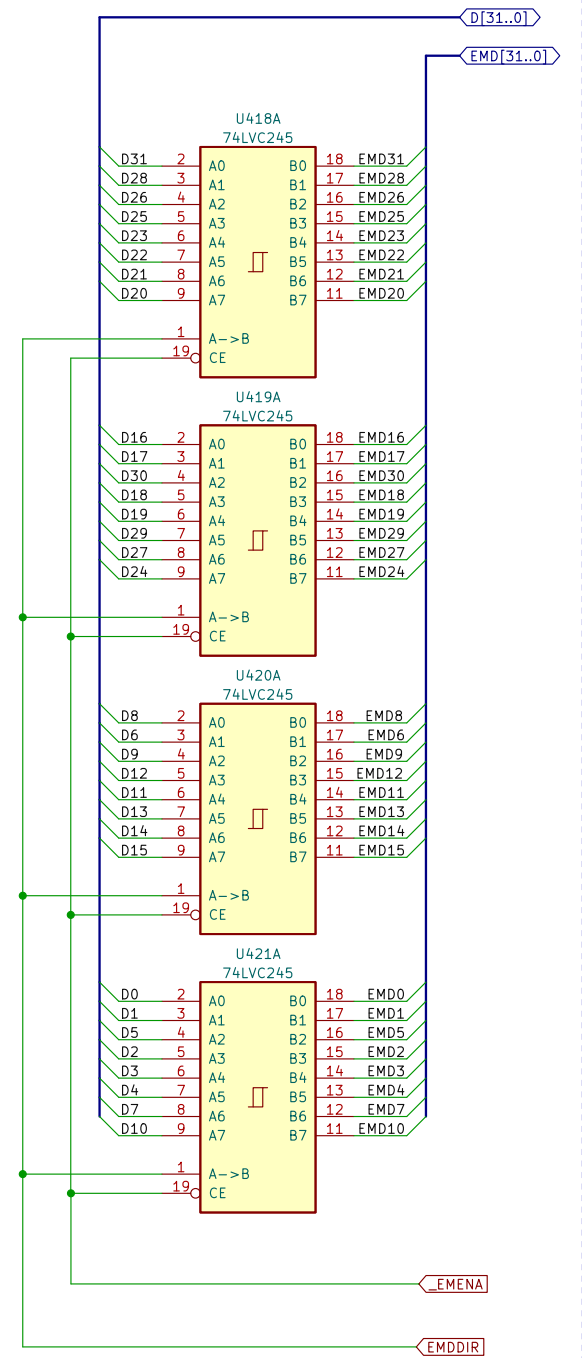 D[31..0]
EMD[31..0]
U418A
74LVC245
D31 2 A0 B0 18 EMD31
D28 3 A1 B1 17 EMD28
D26 4 A2 B2 16 EMD26
D25 5 A3 B3 15 EMD25
D23 6 A4 B4 14 EMD23
D22 7 A5 B5 13 EMD22
D21 8 A6 B6 12 EMD21
D20 9 A7 B7 11 EMD20
1 A->B
19 CE
U419A
74LVC245
D16 2 A0 B0 18 EMD16
D17 3 A1 B1 17 EMD17
D30 4 A2 B2 16 EMD30
D18 5 A3 B3 15 EMD18
D19 6 A4 B4 14 EMD19
D29 7 A5 B5 13 EMD29
D27 8 A6 B6 12 EMD27
D24 9 A7 B7 11 EMD24
1 A->B
19 CE
U420A
74LVC245
D8 2 A0 B0 18 EMD8
D6 3 A1 B1 17 EMD6
D9 4 A2 B2 16 EMD9
D12 5 A3 B3 15 EMD12
D11 6 A4 B4 14 EMD11
D13 7 A5 B5 13 EMD13
D14 8 A6 B6 12 EMD14
D15 9 A7 B7 11 EMD15
1 A->B
19 CE
U421A
74LVC245
D0 2 A0 B0 18 EMD0
D1 3 A1 B1 17 EMD1
D5 4 A2 B2 16 EMD5
D2 5 A3 B3 15 EMD2
D3 6 A4 B4 14 EMD3
D4 7 A5 B5 13 EMD4
D7 8 A6 B6 12 EMD7
D10 9 A7 B7 11 EMD10
1 A->B
19 CE
_EMENA
EMDDIR